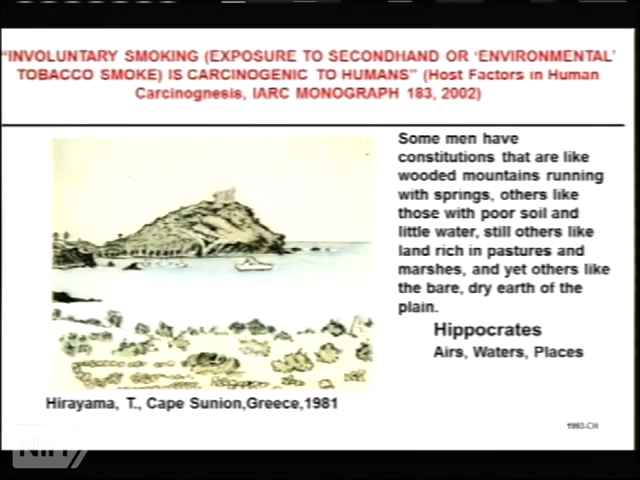 "INVOLUNTARY SMOKING (EXPOSURE TO SECONDHAND OR 'ENVIRONMENTAL'
TOBACCO SMOKE) IS CARCINOGENIC TO HUMANS" (Host Factors in Human
Carcinognesis, IARC MONOGRAPH 183, 2002)
Some men have
constitutions that are like
wooded mountains running
with springs, others like
those with poor soil and
little water, still others like
land rich in pastures and
marshes, and yet others like
the bare, dry earth of the
plain.
Hippocrates
Airs, Waters, Places
Hirayama, T., Cape Sunion,Greece,1981
NIH